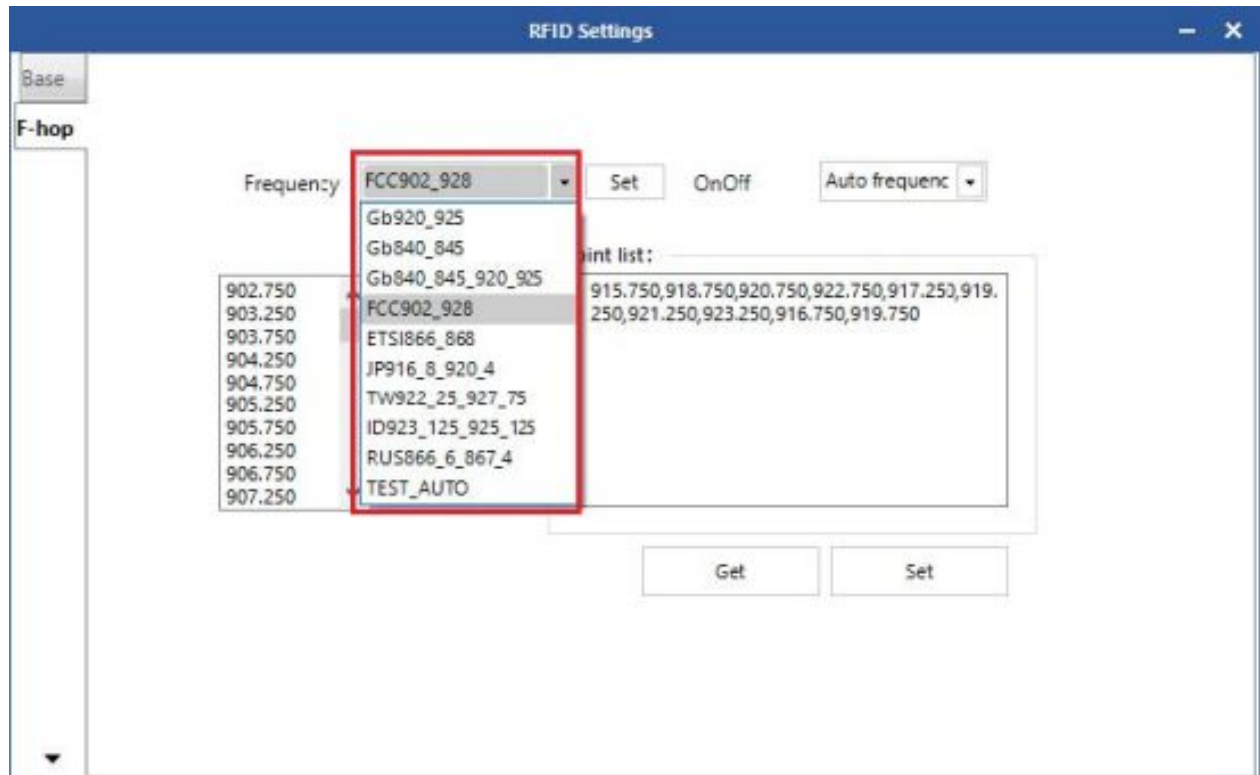 RFID Settings
Base
F-hop
Frequency
FCC902_928
Set
OnOff
Auto frequenc
Gb920_925
Gb840_845
Gb840_845_920_925
FCC902_928
ETSI866_868
JP916_8_920_4
TW922_25_927_75
ID923_125_925_125
RUS866_6_867_4
TEST_AUTO
902.750
903.250
903.750
904.250
904.750
905.250
905.750
906.250
906.750
907.250
int list:
915.750,918.750,920.750,922.750,917.250,919.
250,921.250,923.250,916.750,919.750
Get
Set